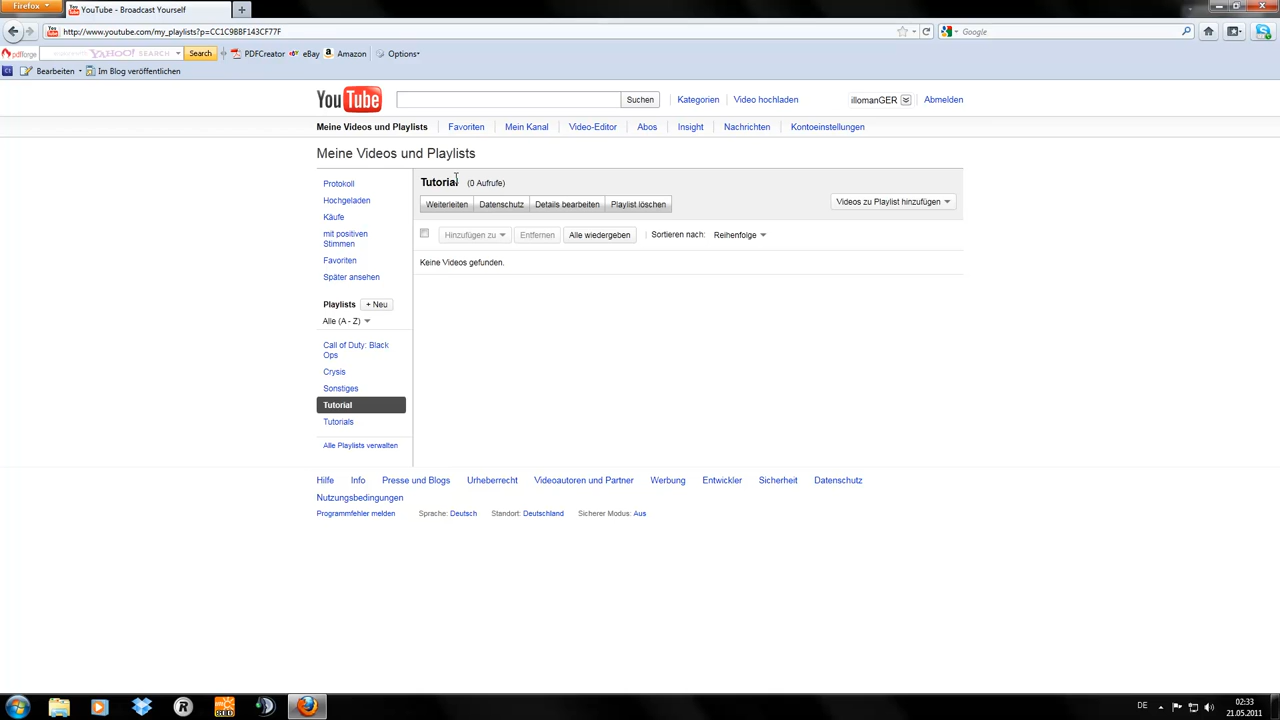 Firefox
YouTube - Broadcast Yourself
http://www.youtube.com/my_playlists?p=CC1C9BBF143CF77F
Google
pdfforge
YAHOO! SEARCH
Search
PDFCreator
eBay
Amazon
Options
Bearbeiten
Im Blog veröffentlichen
YouTube
Suchen
Kategorien
Video hochladen
illomanGER
Abmelden
Meine Videos und Playlists
Favoriten
Mein Kanal
Video-Editor
Abos
Insight
Nachrichten
Kontoeinstellungen
Meine Videos und Playlists
Protokoll
Hochgeladen
Käufe
mit positiven
Stimmen
Favoriten
Später ansehen
Playlists
+ Neu
Alle (A - Z)
Call of Duty: Black
Ops
Crysis
Sonstiges
Tutorial
Tutorials
Alle Playlists verwalten
Tutorial (0 Aufrufe)
Weiterleiten
Datenschutz
Details bearbeiten
Playlist löschen
Videos zu Playlist hinzufügen
Hinzufügen zu
Entfernen
Alle wiedergeben
Sortieren nach:
Reihenfolge
Keine Videos gefunden.
Hilfe
Info
Presse und Blogs
Urheberrecht
Videoautoren und Partner
Werbung
Entwickler
Sicherheit
Datenschutz
Nutzungsbedingungen
Programmfehler melden
Sprache: Deutsch
Standort: Deutschland
Sicherer Modus: Aus
DE
02:33
21.05.2011